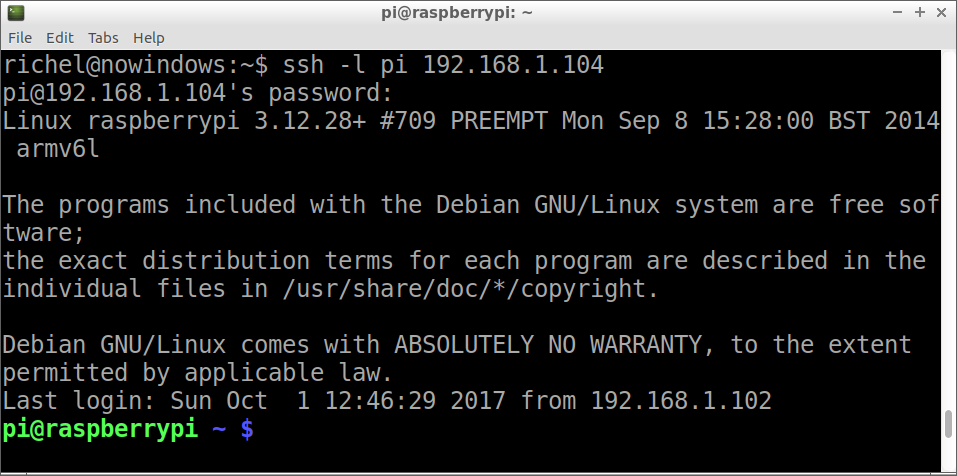 pi@raspberrypi: ~
File Edit Tabs Help
richel@nowindows:~$ ssh -l pi 192.168.1.104
pi@192.168.1.104's password:
Linux raspberrypi 3.12.28+ #709 PREEMPT Mon Sep 8 15:28:00 BST 2014
 armv6l
The programs included with the Debian GNU/Linux system are free sof
tware;
the exact distribution terms for each program are described in the
individual files in /usr/share/doc/*/copyright.
Debian GNU/Linux comes with ABSOLUTELY NO WARRANTY, to the extent
permitted by applicable law.
Last login: Sun Oct  1 12:46:29 2017 from 192.168.1.102
pi@raspberrypi ~ $